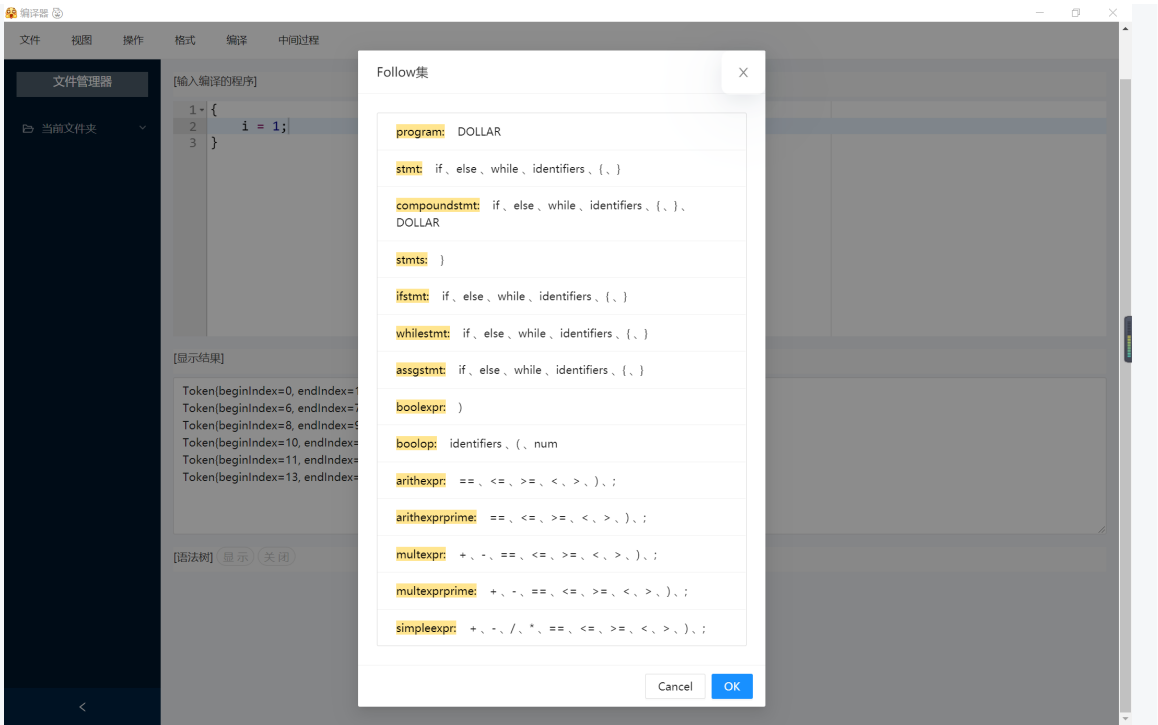 编译器
文件 视图 操作 格式 编译 中间过程
文件管理器
当前文件夹
[输入编译的程序]
1 {
2 i = 1;
3 }
[显示结果]
Token{beginIndex=0, endIndex=1
Token{beginIndex=6, endIndex=7
Token{beginIndex=8, endIndex=9
Token{beginIndex=10, endIndex=
Token{beginIndex=11, endIndex=
Token{beginIndex=13, endIndex=
[语法树] 显示 关闭
Follow集
program: DOLLAR
stmt: if 、else 、while 、identifiers 、{ 、}
compoundstmt: if 、else 、while 、identifiers 、{ 、} 、
DOLLAR
stmts: }
ifstmt: if 、else 、while 、identifiers 、{ 、}
whilestmt: if 、else 、while 、identifiers 、{ 、}
assgstmt: if 、else 、while 、identifiers 、{ 、}
boolexpr: )
boolop: identifiers 、( 、num
arithexpr: == 、<= 、>= 、< 、> 、) 、;
arithexprprime: == 、<= 、>= 、< 、> 、) 、;
multexpr: + 、- 、== 、<= 、>= 、< 、> 、) 、;
multexprprime: + 、- 、== 、<= 、>= 、< 、> 、) 、;
simpleexpr: + 、- 、/ 、* 、== 、<= 、>= 、< 、> 、) 、;
Cancel OK